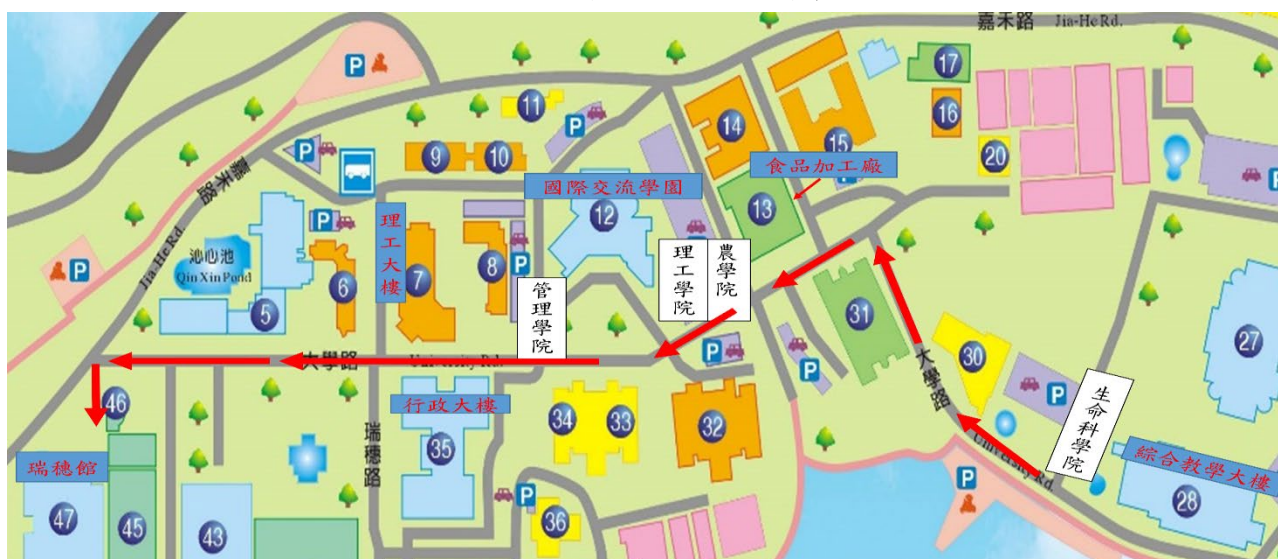 嘉禾路 Jia-He Rd.
P
17
11
P
14
16
P
9
10
15
20
食品加工廠
P
P
嘉禾路
國際交流學園
12
13
P
沁心池
Qin Xin Pond
P
理工大樓
Jia-He Rd.
6
7
8
P
管理學院
理工學院
農學院
5
31
27
大學路 University Rd.
P
P
30
P
大學路
生命科學院
46
瑞穗路
行政大樓
35
34
33
32
University Rd.
綜合教學大樓
瑞穗館
P
P
28
47
45
43
36